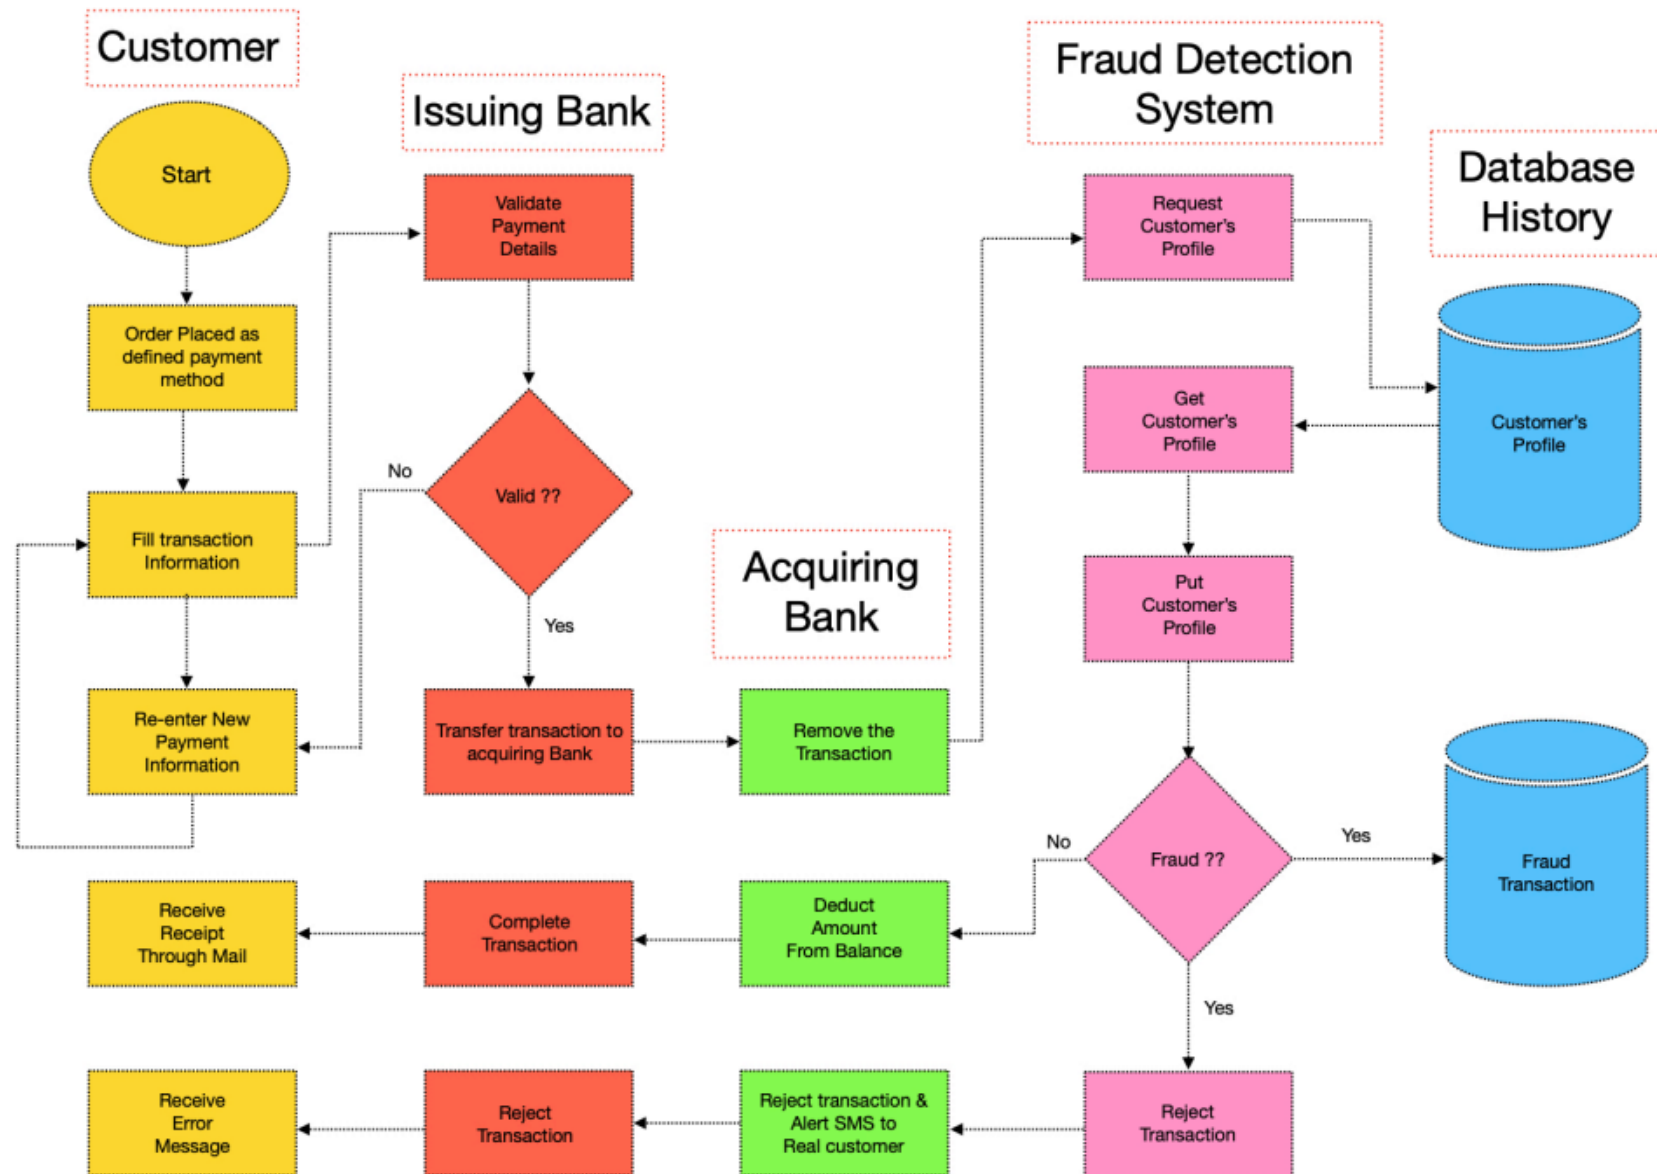 Customer
Start
Order Placed as
defined payment
method
Fill transaction
Information
Re-enter New
Payment
Information
Receive
Receipt
Through Mail
Receive
Error
Message
Issuing Bank
Validate
Payment
Details
Valid ??
No
Yes
Transfer transaction to
acquiring Bank
Complete
Transaction
Reject
Transaction
Acquiring
Bank
Remove the
Transaction
Deduct
Amount
From Balance
Reject transaction &
Alert SMS to
Real customer
Fraud Detection
System
Request
Customer's
Profile
Get
Customer's
Profile
Put
Customer's
Profile
Fraud ??
No
Yes
Yes
Reject
Transaction
Database
History
Customer's
Profile
Fraud
Transaction